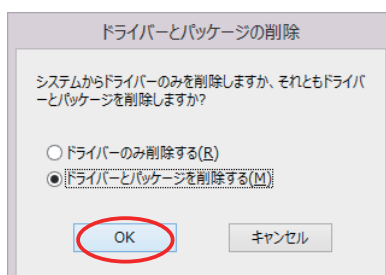 ドライバーとパッケージの削除
システムからドライバーのみを削除しますか、それともドライバ
ーとパッケージを削除しますか?
ドライバーのみ削除する(R)
ドライバーとパッケージを削除する(M)
OK キャンセル